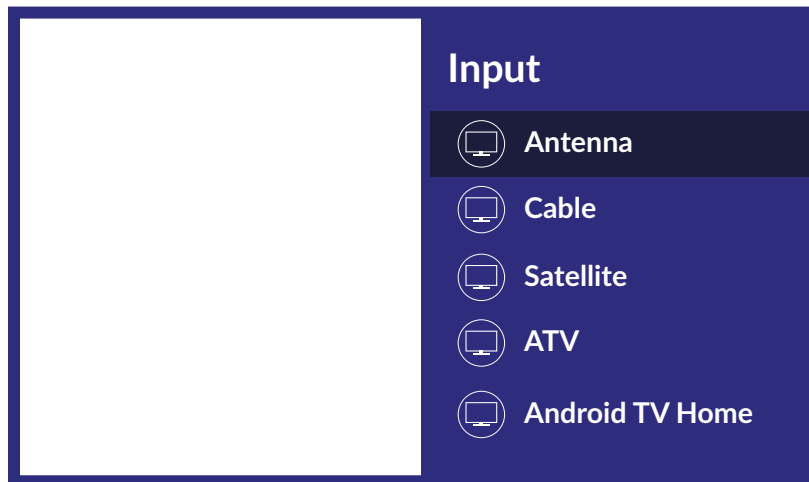 Input
Antenna
Cable
Satellite
ATV
Android TV Home